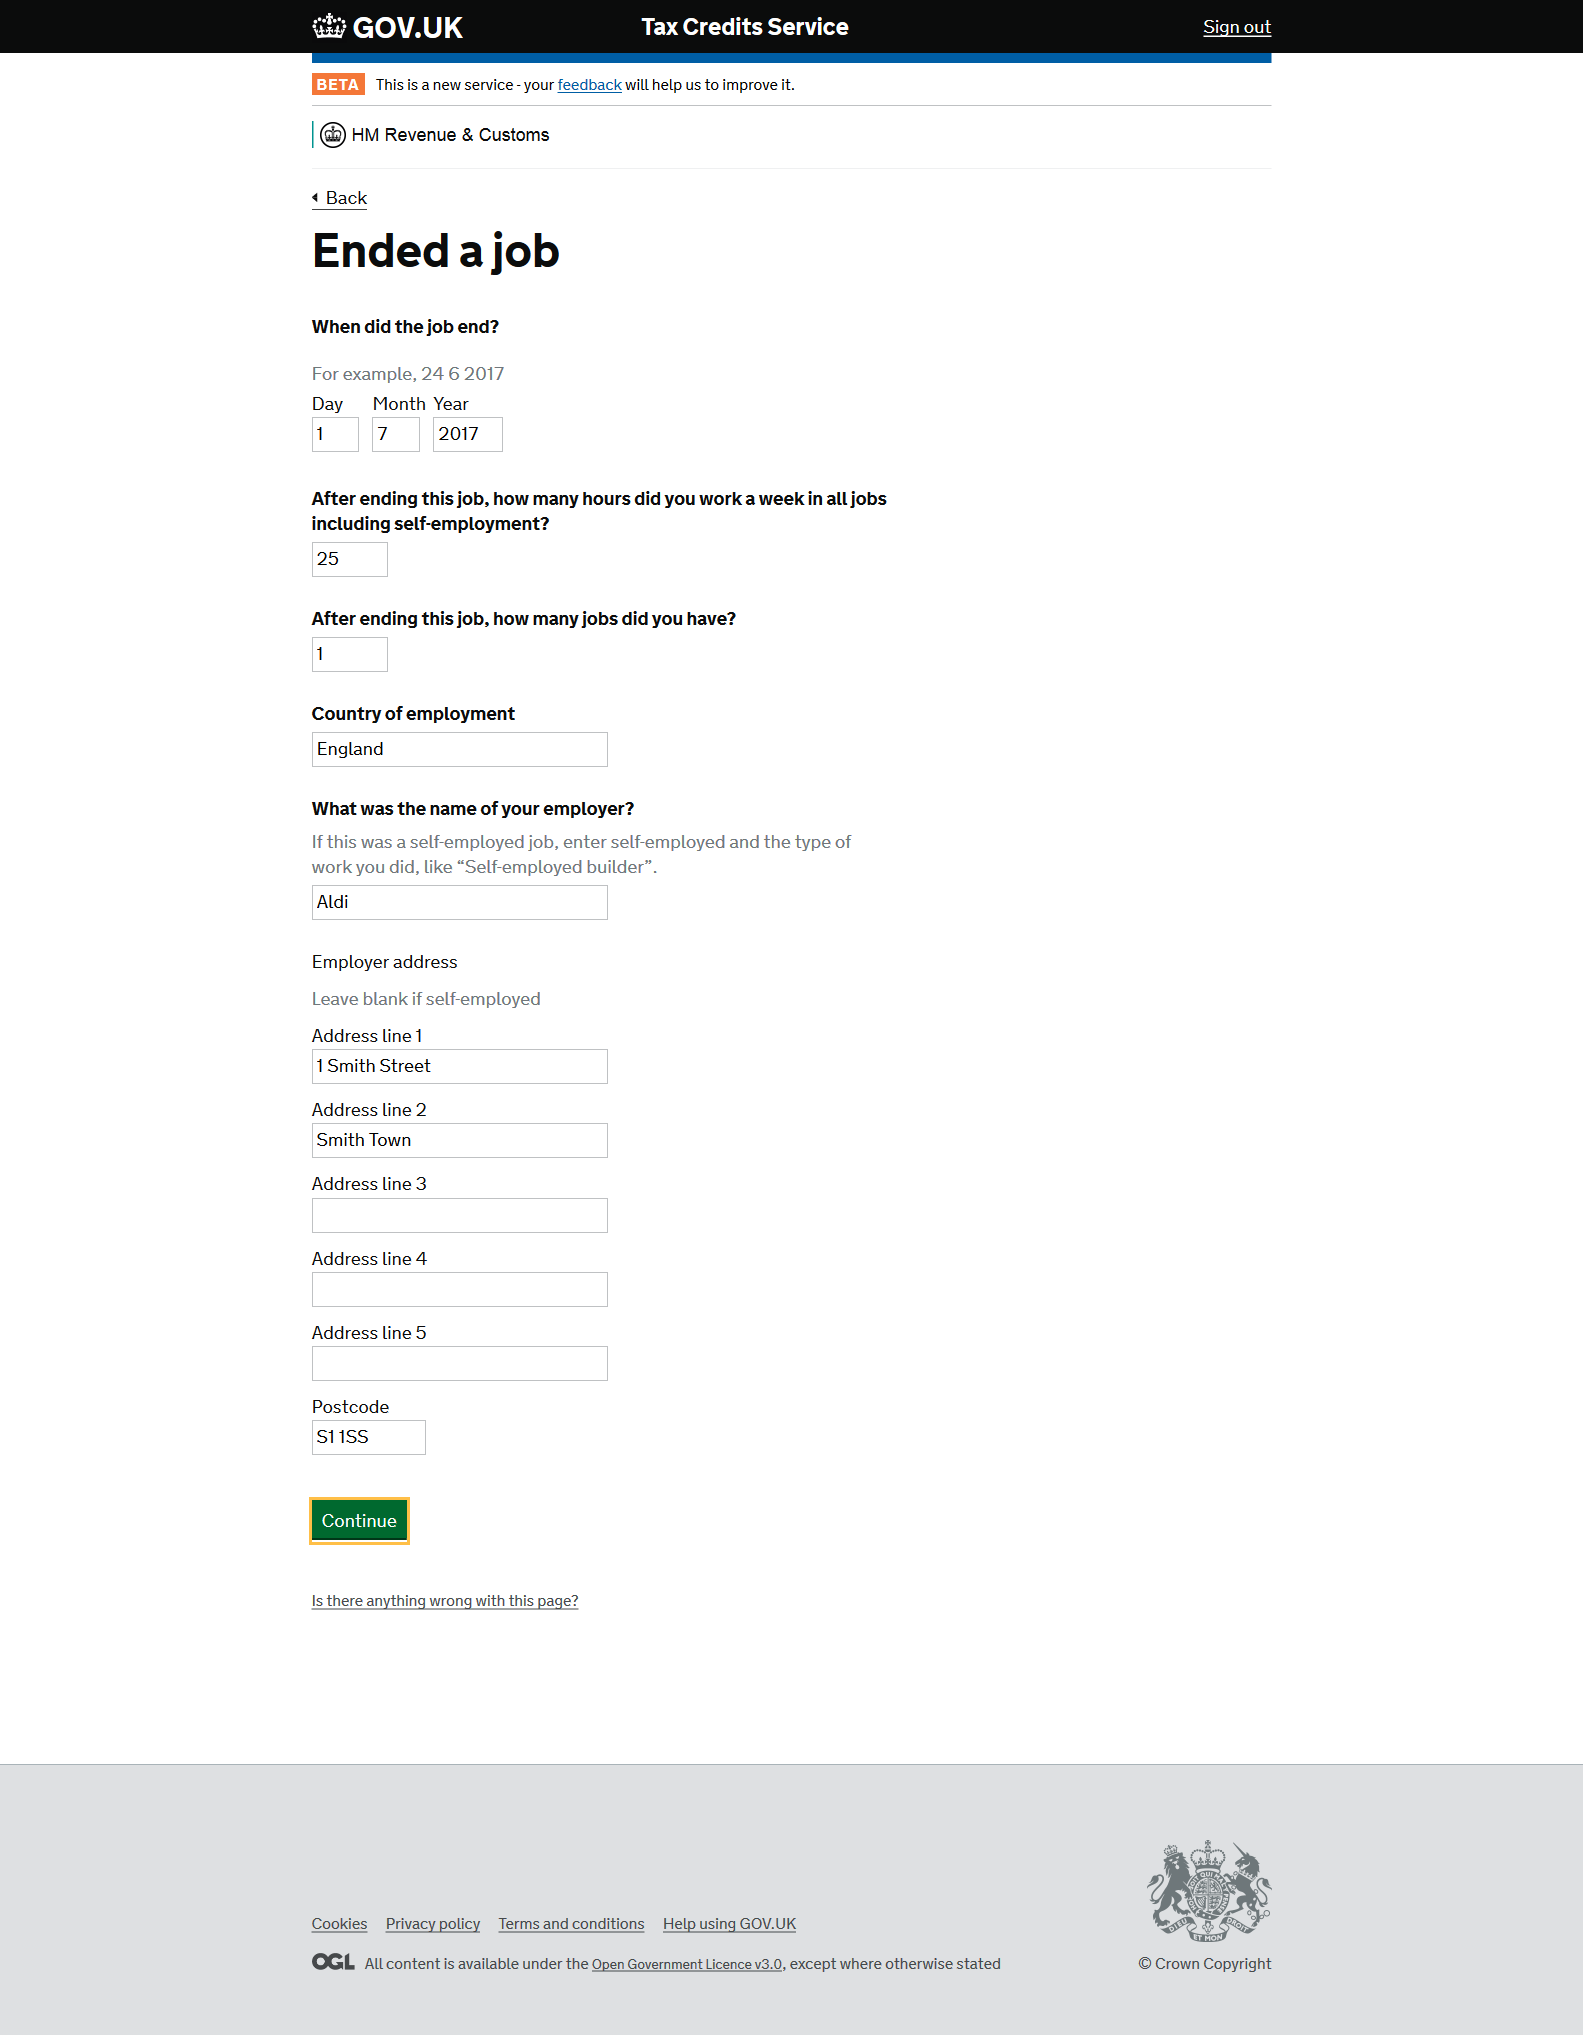 GOV.UK Tax Credits Service Sign out
BETA This is a new service - your feedback will help us to improve it.
HM Revenue & Customs
Back
Ended a job
When did the job end?
For example, 24 6 2017
Day Month Year
1 7 2017
After ending this job, how many hours did you work a week in all jobs
including self-employment?
25
After ending this job, how many jobs did you have?
1
Country of employment
England
What was the name of your employer?
If this was a self-employed job, enter self-employed and the type of
work you did, like “Self-employed builder”.
Aldi
Employer address
Leave blank if self-employed
Address line 1
1 Smith Street
Address line 2
Smith Town
Address line 3
Address line 4
Address line 5
Postcode
S1 1SS
Continue
Is there anything wrong with this page?
Cookies Privacy policy Terms and conditions Help using GOV.UK
OGL All content is available under the Open Government Licence v3.0, except where otherwise stated
DIEU ET MON DROIT
© Crown Copyright